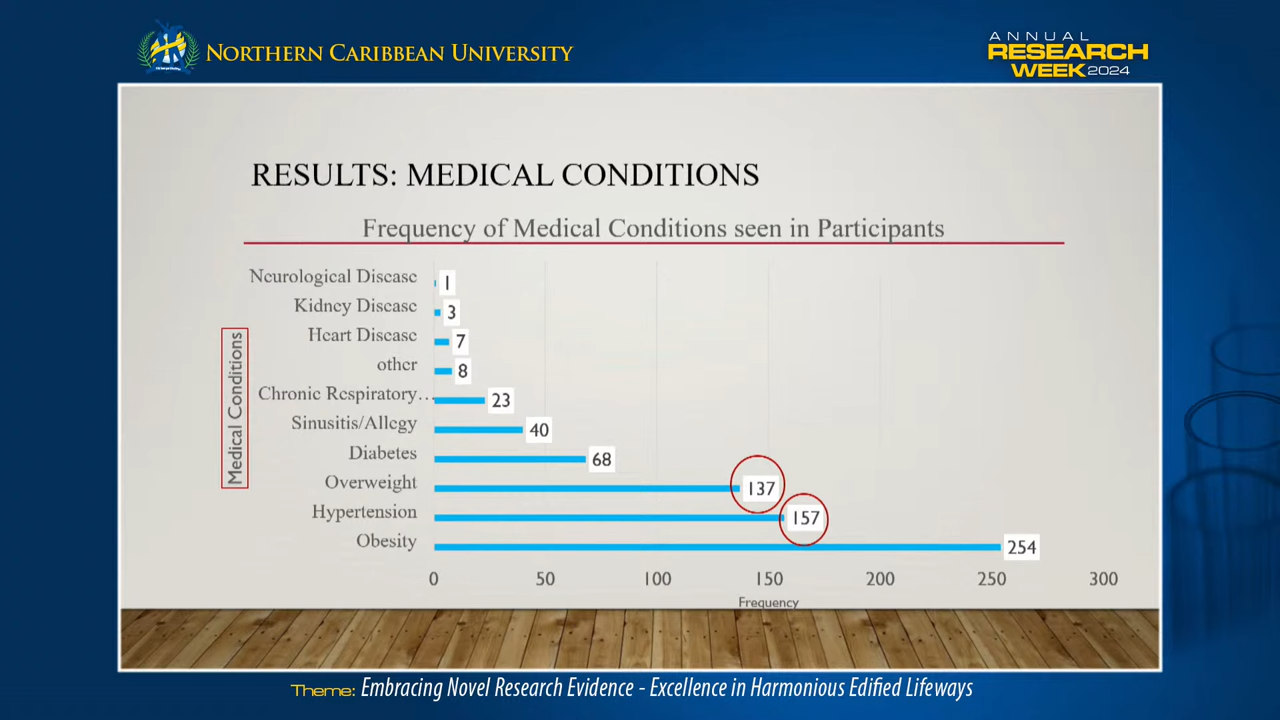 NORTHERN CARIBBEAN UNIVERSITY
ANNUAL
RESEARCH
WEEK 2024
RESULTS: MEDICAL CONDITIONS
Frequency of Medical Conditions seen in Participants
Medical Conditions
Neurological Disease 1
Kidney Disease 3
Heart Disease 7
other 8
Chronic Respiratory… 23
Sinusitis/Allegy 40
Diabetes 68
Overweight 137
Hypertension 157
Obesity 254
0 50 100 150 200 250 300
Frequency
Theme: Embracing Novel Research Evidence - Excellence in Harmonious Edified Lifeways